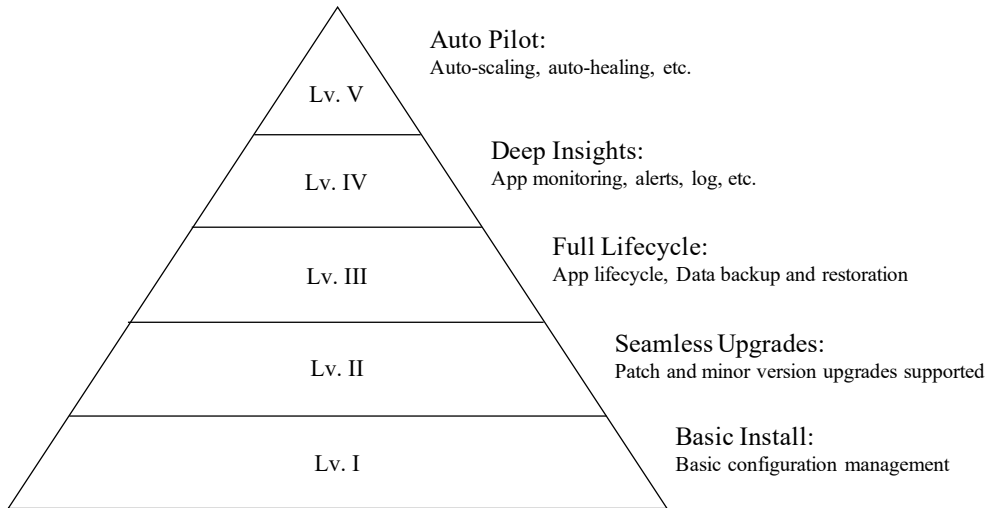 Auto Pilot:
Auto-scaling, auto-healing, etc.
Lv. V
Deep Insights:
App monitoring, alerts, log, etc.
Lv. IV
Full Lifecycle:
App lifecycle, Data backup and restoration
Lv. III
Seamless Upgrades:
Patch and minor version upgrades supported
Lv. II
Basic Install:
Basic configuration management
Lv. I